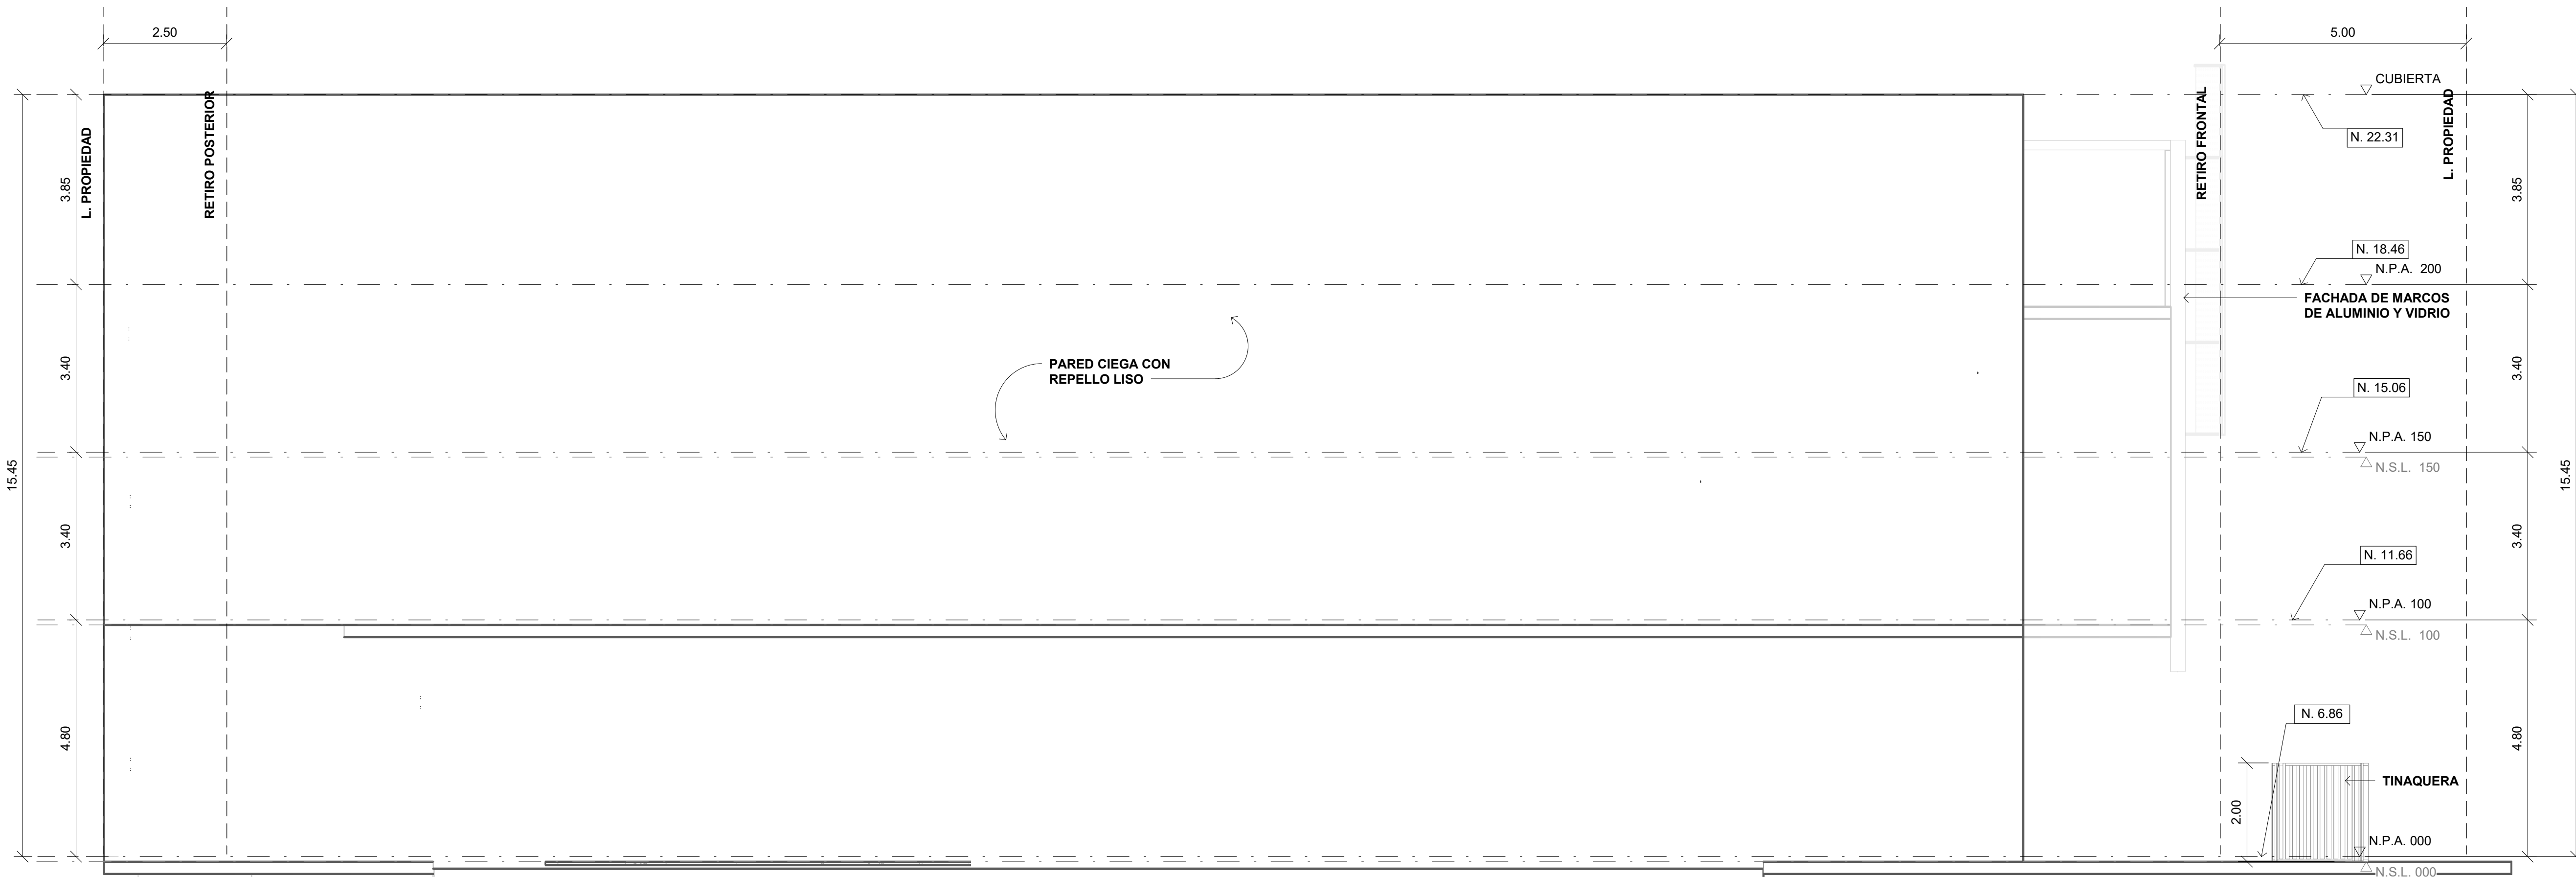 2.50
5.00
CUBIERTA
N. 22.31
L. PROPIEDAD
RETIRO POSTERIOR
RETIRO FRONTAL
L. PROPIEDAD
3.85
3.85
N. 18.46
N.P.A. 200
FACHADA DE MARCOS
DE ALUMINIO Y VIDRIO
PARED CIEGA CON
REPELLO LISO
3.40
3.40
N. 15.06
N.P.A. 150
N.S.L. 150
15.45
15.45
3.40
3.40
N. 11.66
N.P.A. 100
N.S.L. 100
4.80
4.80
N. 6.86
TINAQUERA
2.00
N.P.A. 000
N.S.L. 000